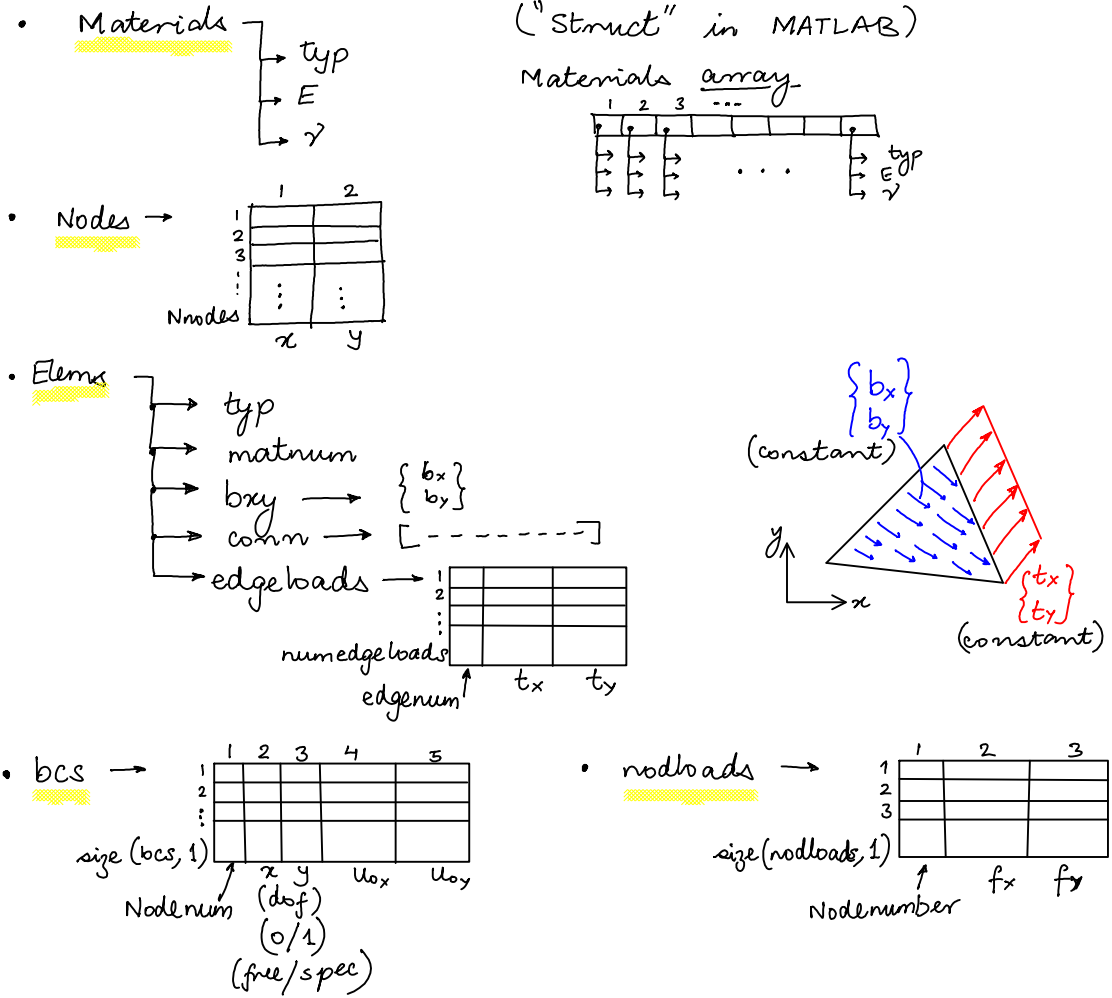 • Materials
typ
E
ν
("Struct" in MATLAB)
Materials array
1 2 3 ...
. . .
typ
E
ν
• Nodes →
1 2
1
2
3
⋮
Nnodes
x y
• Elems
typ
matnum
bxy → { bx by }
conn → [ - - - - - - - - ]
edgeloads →
1
2
⋮
numedgeloads
edgenum
tx ty
{ bx by }
(constant)
y
x
{ tx ty }
(constant)
• bcs →
1 2 3 4 5
1
2
⋮
size (bcs, 1)
Nodenum
x y uox uoy
(dof)
(0/1)
(free/spec)
• nodloads →
1 2 3
1
2
3
size (nodloads, 1)
Nodenumber
fx fy